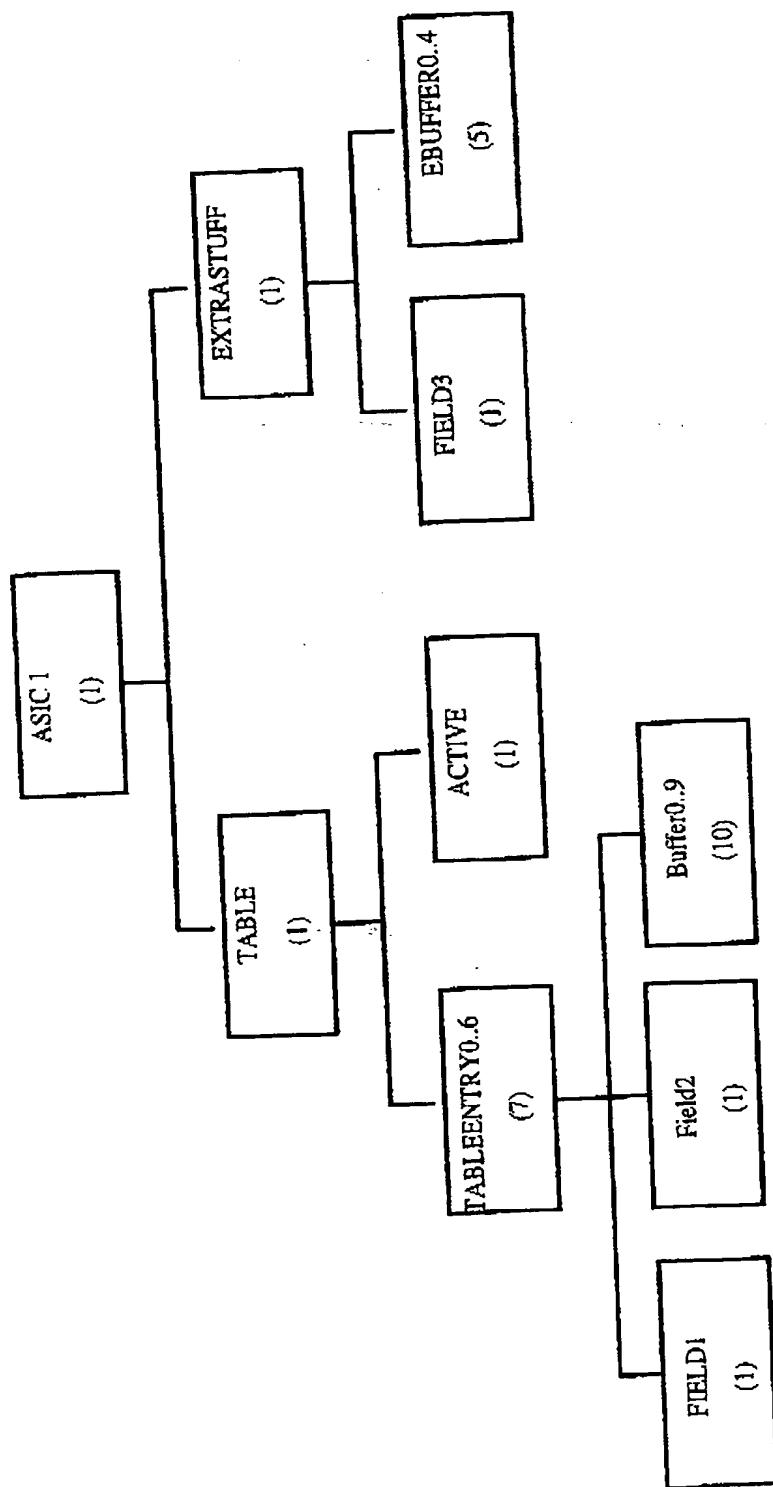 ASIC 1
(1)
TABLE
(1)
EXTRASTUFF
(1)
TABLEENTRY0..6
(7)
ACTIVE
(1)
FIELD3
(1)
EBUFFER0..4
(5)
FIELD1
(1)
Field2
(1)
Buffer0..9
(10)